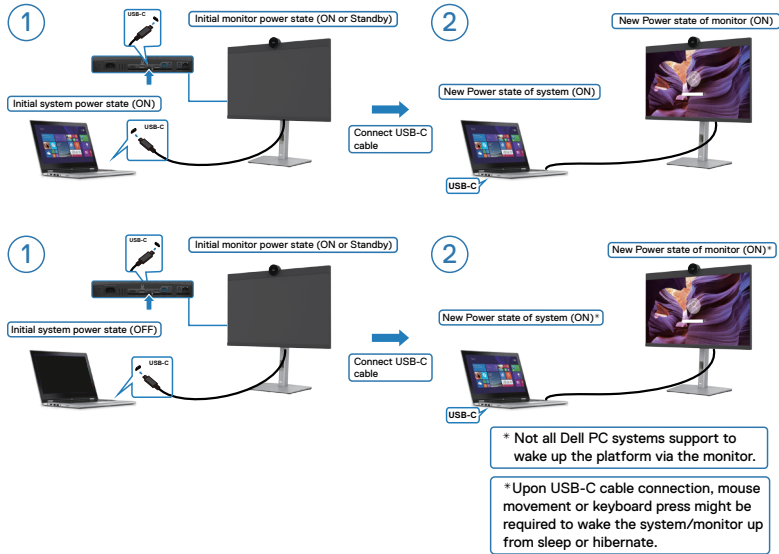 1
USB-C
Initial monitor power state (ON or Standby)
Initial system power state (ON)
USB-C
Connect USB-C
cable
2
New Power state of monitor (ON)
New Power state of system (ON)
USB-C
1
USB-C
Initial monitor power state (ON or Standby)
Initial system power state (OFF)
USB-C
Connect USB-C
cable
2
New Power state of monitor (ON)*
New Power state of system (ON)*
USB-C
* Not all Dell PC systems support to
wake up the platform via the monitor.
*Upon USB-C cable connection, mouse
movement or keyboard press might be
required to wake the system/monitor up
from sleep or hibernate.